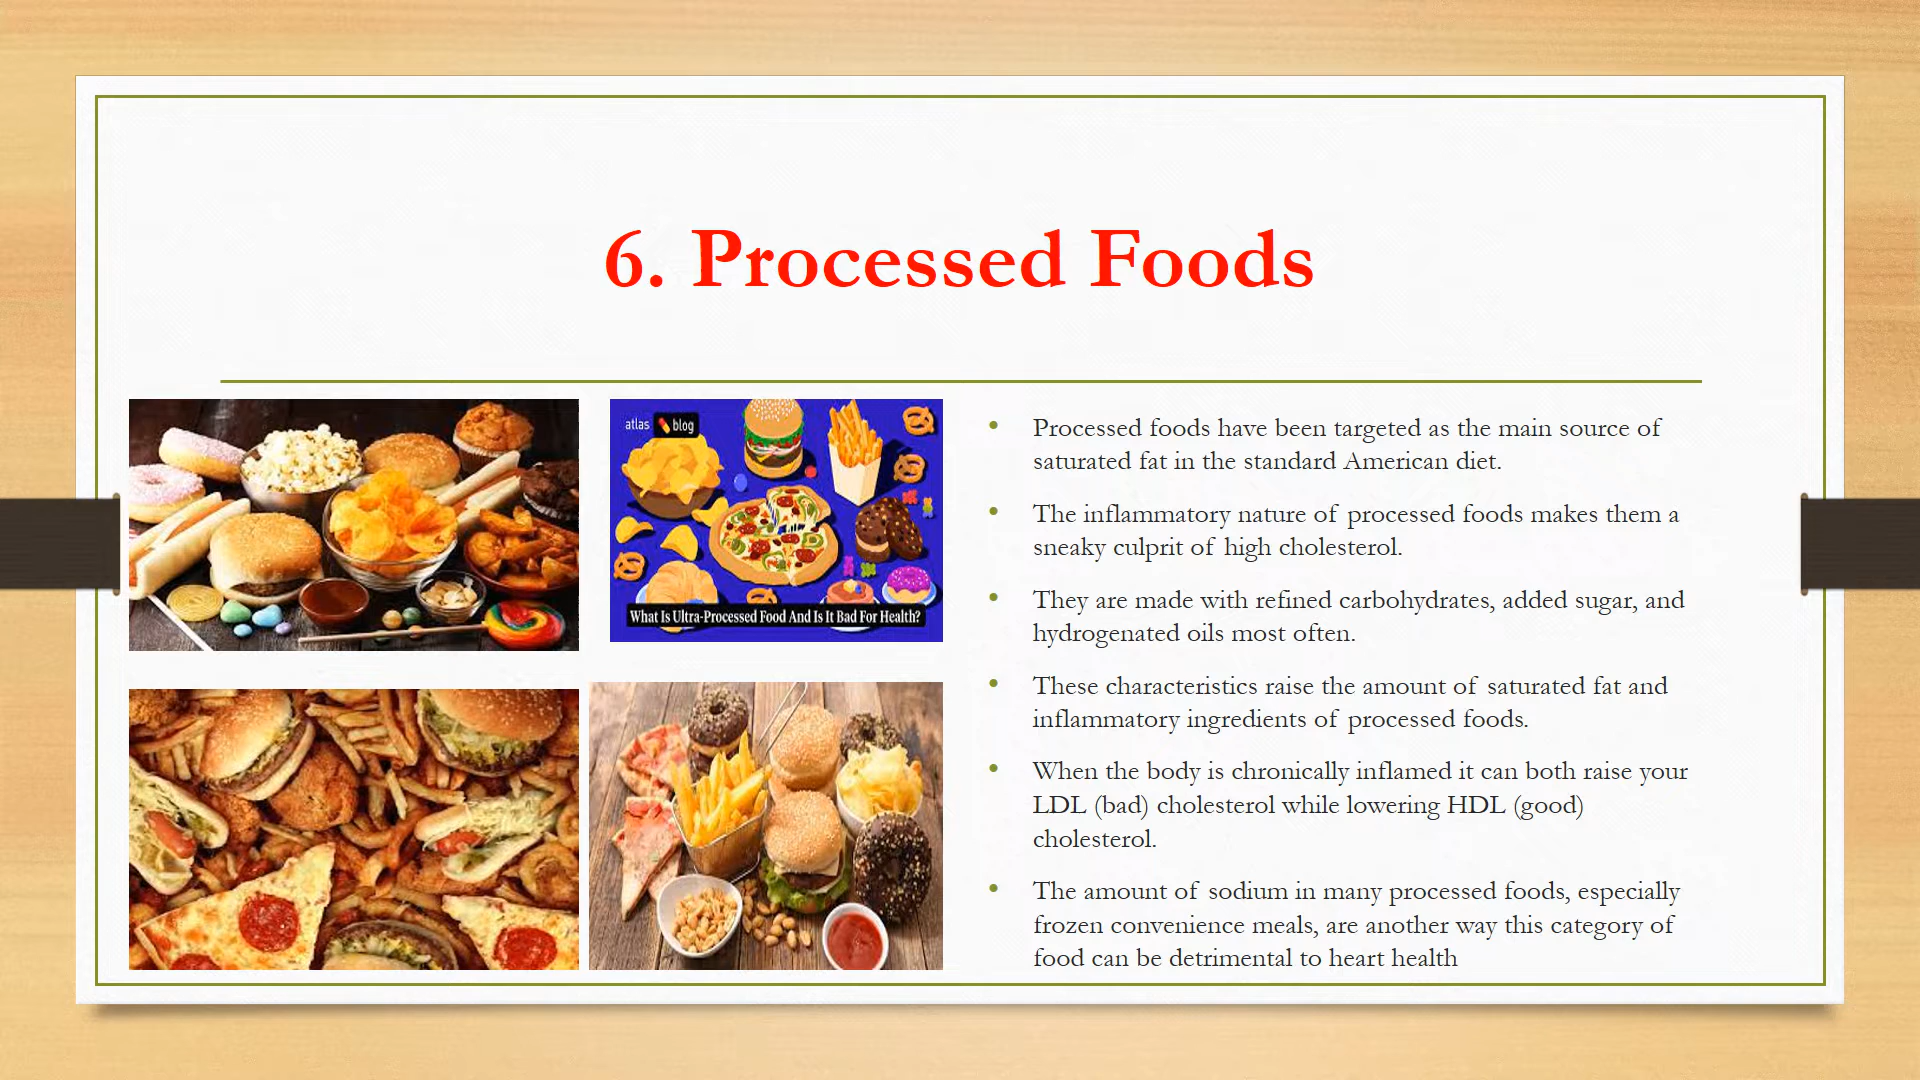 6. Processed Foods
atlas blog
What Is Ultra-Processed Food And Is It Bad For Health?
• Processed foods have been targeted as the main source of
saturated fat in the standard American diet.
• The inflammatory nature of processed foods makes them a
sneaky culprit of high cholesterol.
• They are made with refined carbohydrates, added sugar, and
hydrogenated oils most often.
• These characteristics raise the amount of saturated fat and
inflammatory ingredients of processed foods.
• When the body is chronically inflamed it can both raise your
LDL (bad) cholesterol while lowering HDL (good)
cholesterol.
• The amount of sodium in many processed foods, especially
frozen convenience meals, are another way this category of
food can be detrimental to heart health